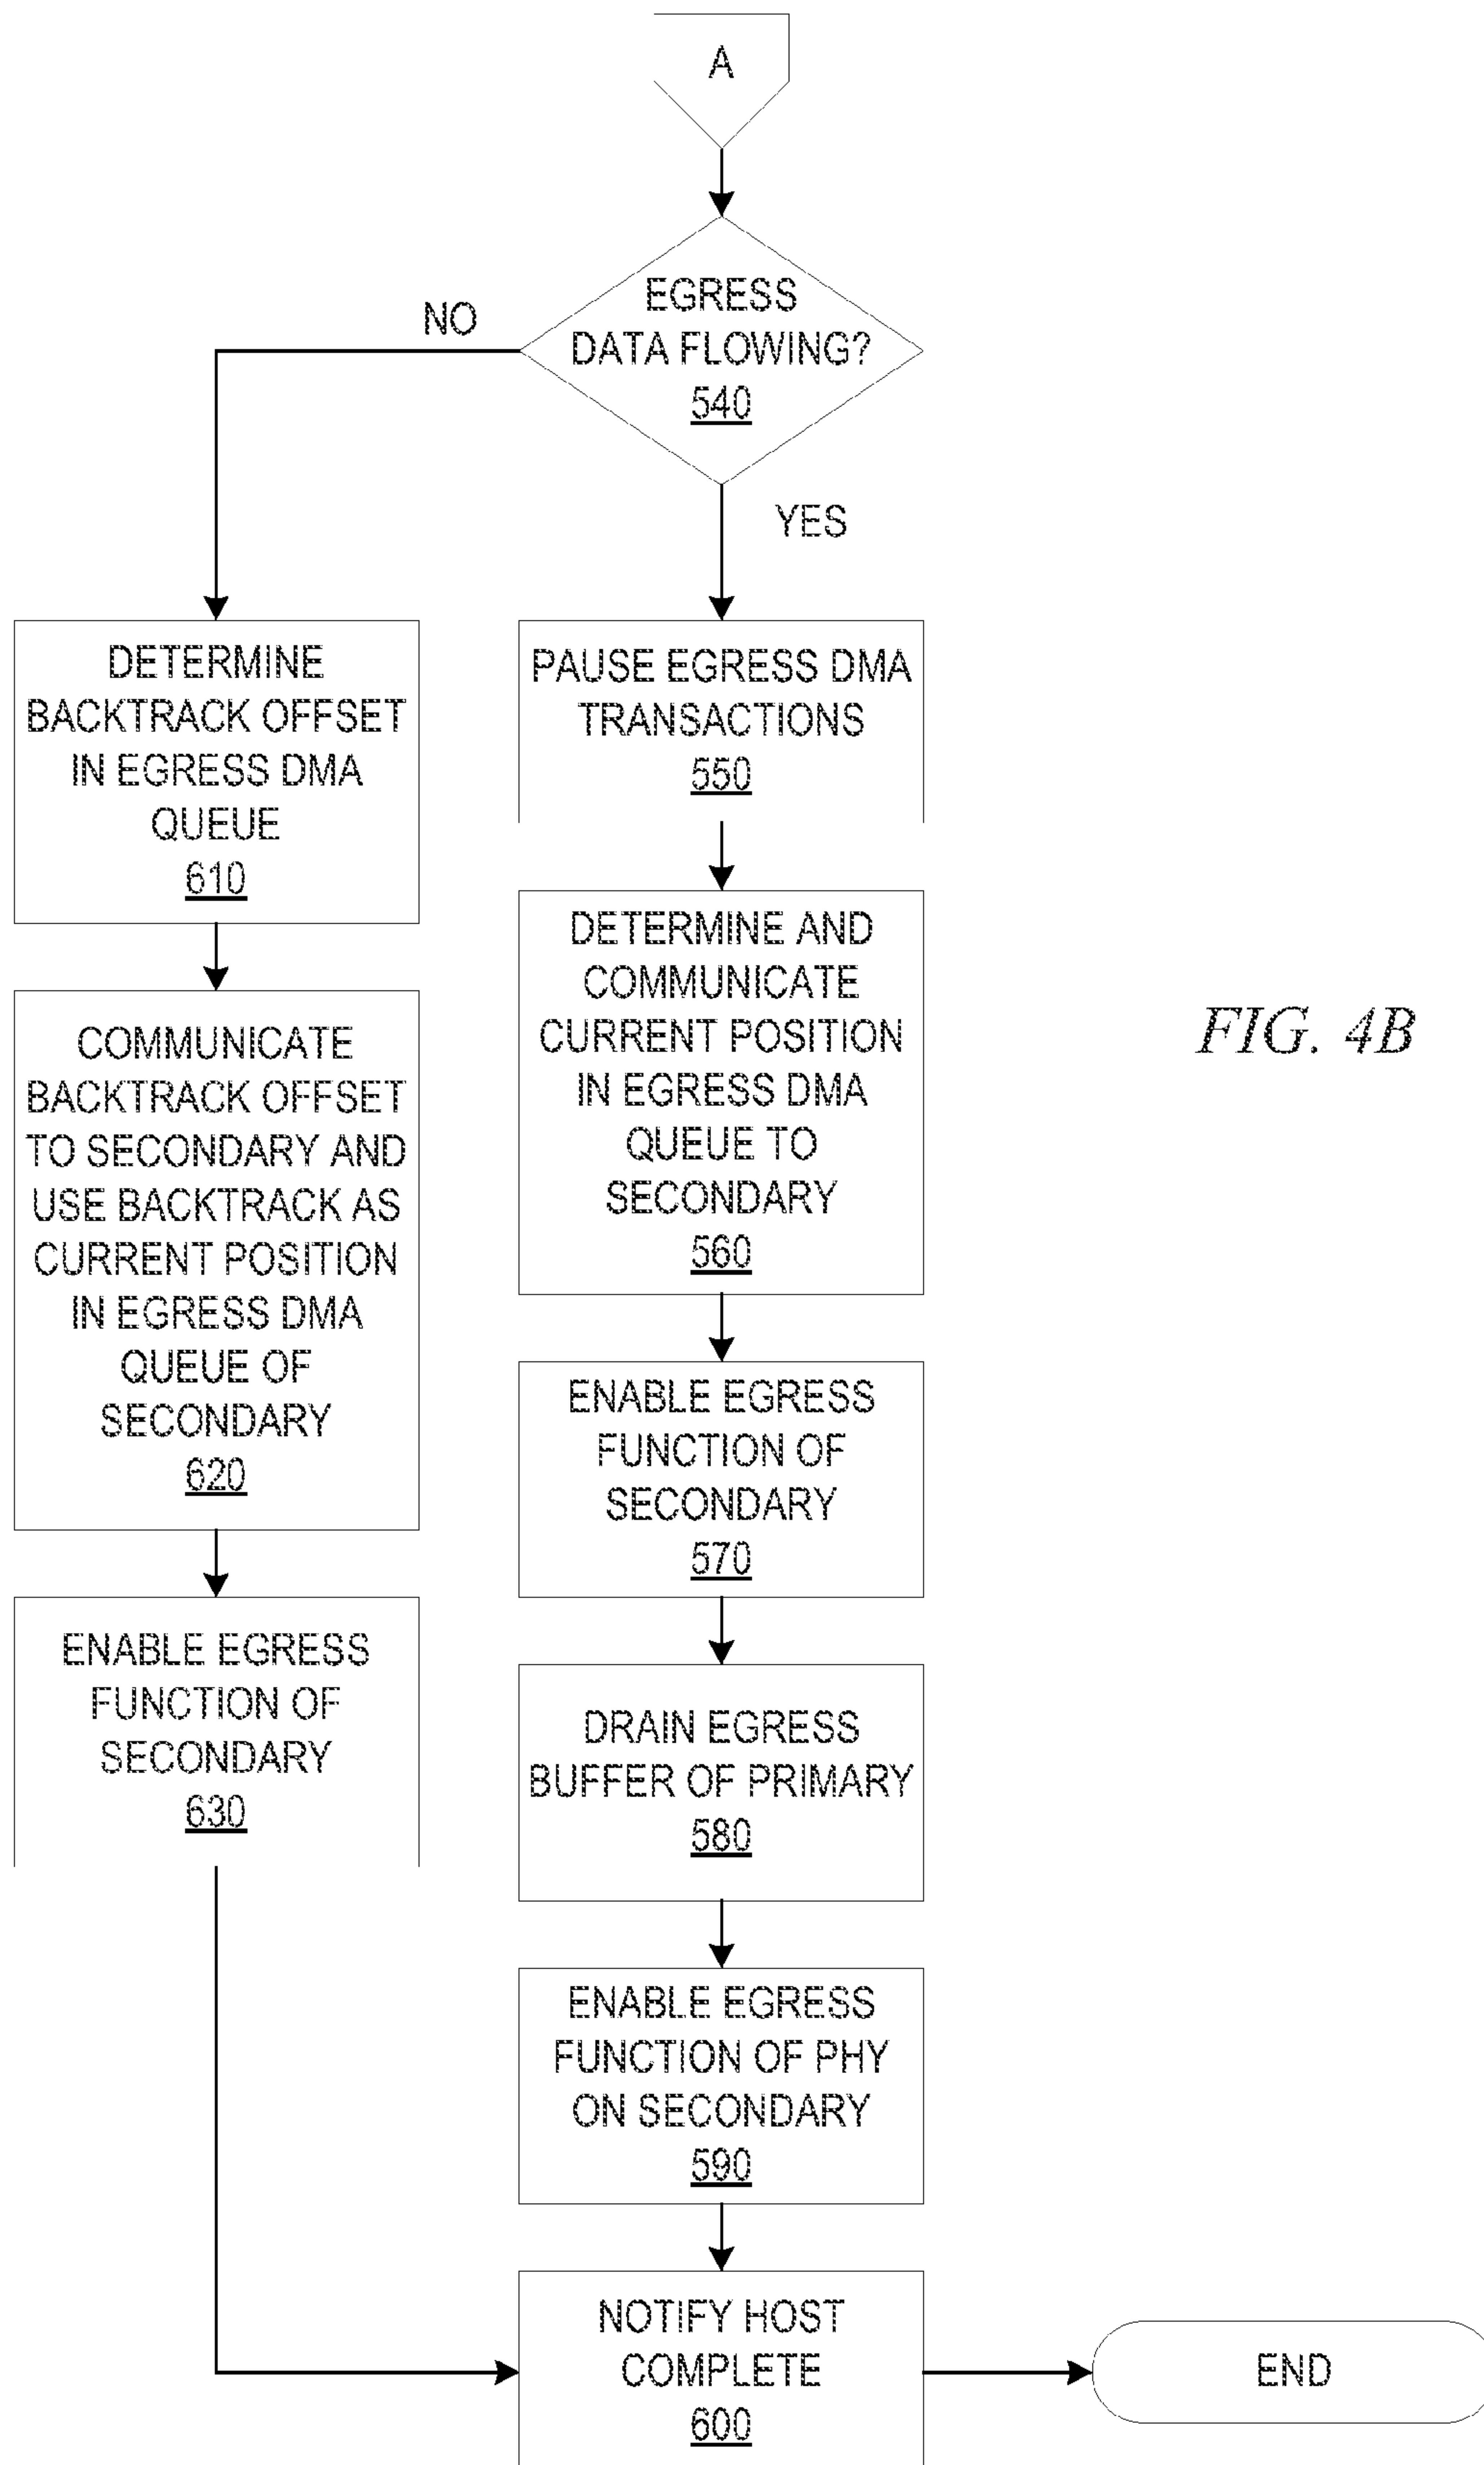 A
EGRESS
DATA FLOWING?
540
NO
YES
DETERMINE
BACKTRACK OFFSET
IN EGRESS DMA
QUEUE
610
COMMUNICATE
BACKTRACK OFFSET
TO SECONDARY AND
USE BACKTRACK AS
CURRENT POSITION
IN EGRESS DMA
QUEUE OF
SECONDARY
620
ENABLE EGRESS
FUNCTION OF
SECONDARY
630
PAUSE EGRESS DMA
TRANSACTIONS
550
DETERMINE AND
COMMUNICATE
CURRENT POSITION
IN EGRESS DMA
QUEUE TO
SECONDARY
560
ENABLE EGRESS
FUNCTION OF
SECONDARY
570
DRAIN EGRESS
BUFFER OF PRIMARY
580
ENABLE EGRESS
FUNCTION OF PHY
ON SECONDARY
590
NOTIFY HOST
COMPLETE
600
END
FIG. 4B